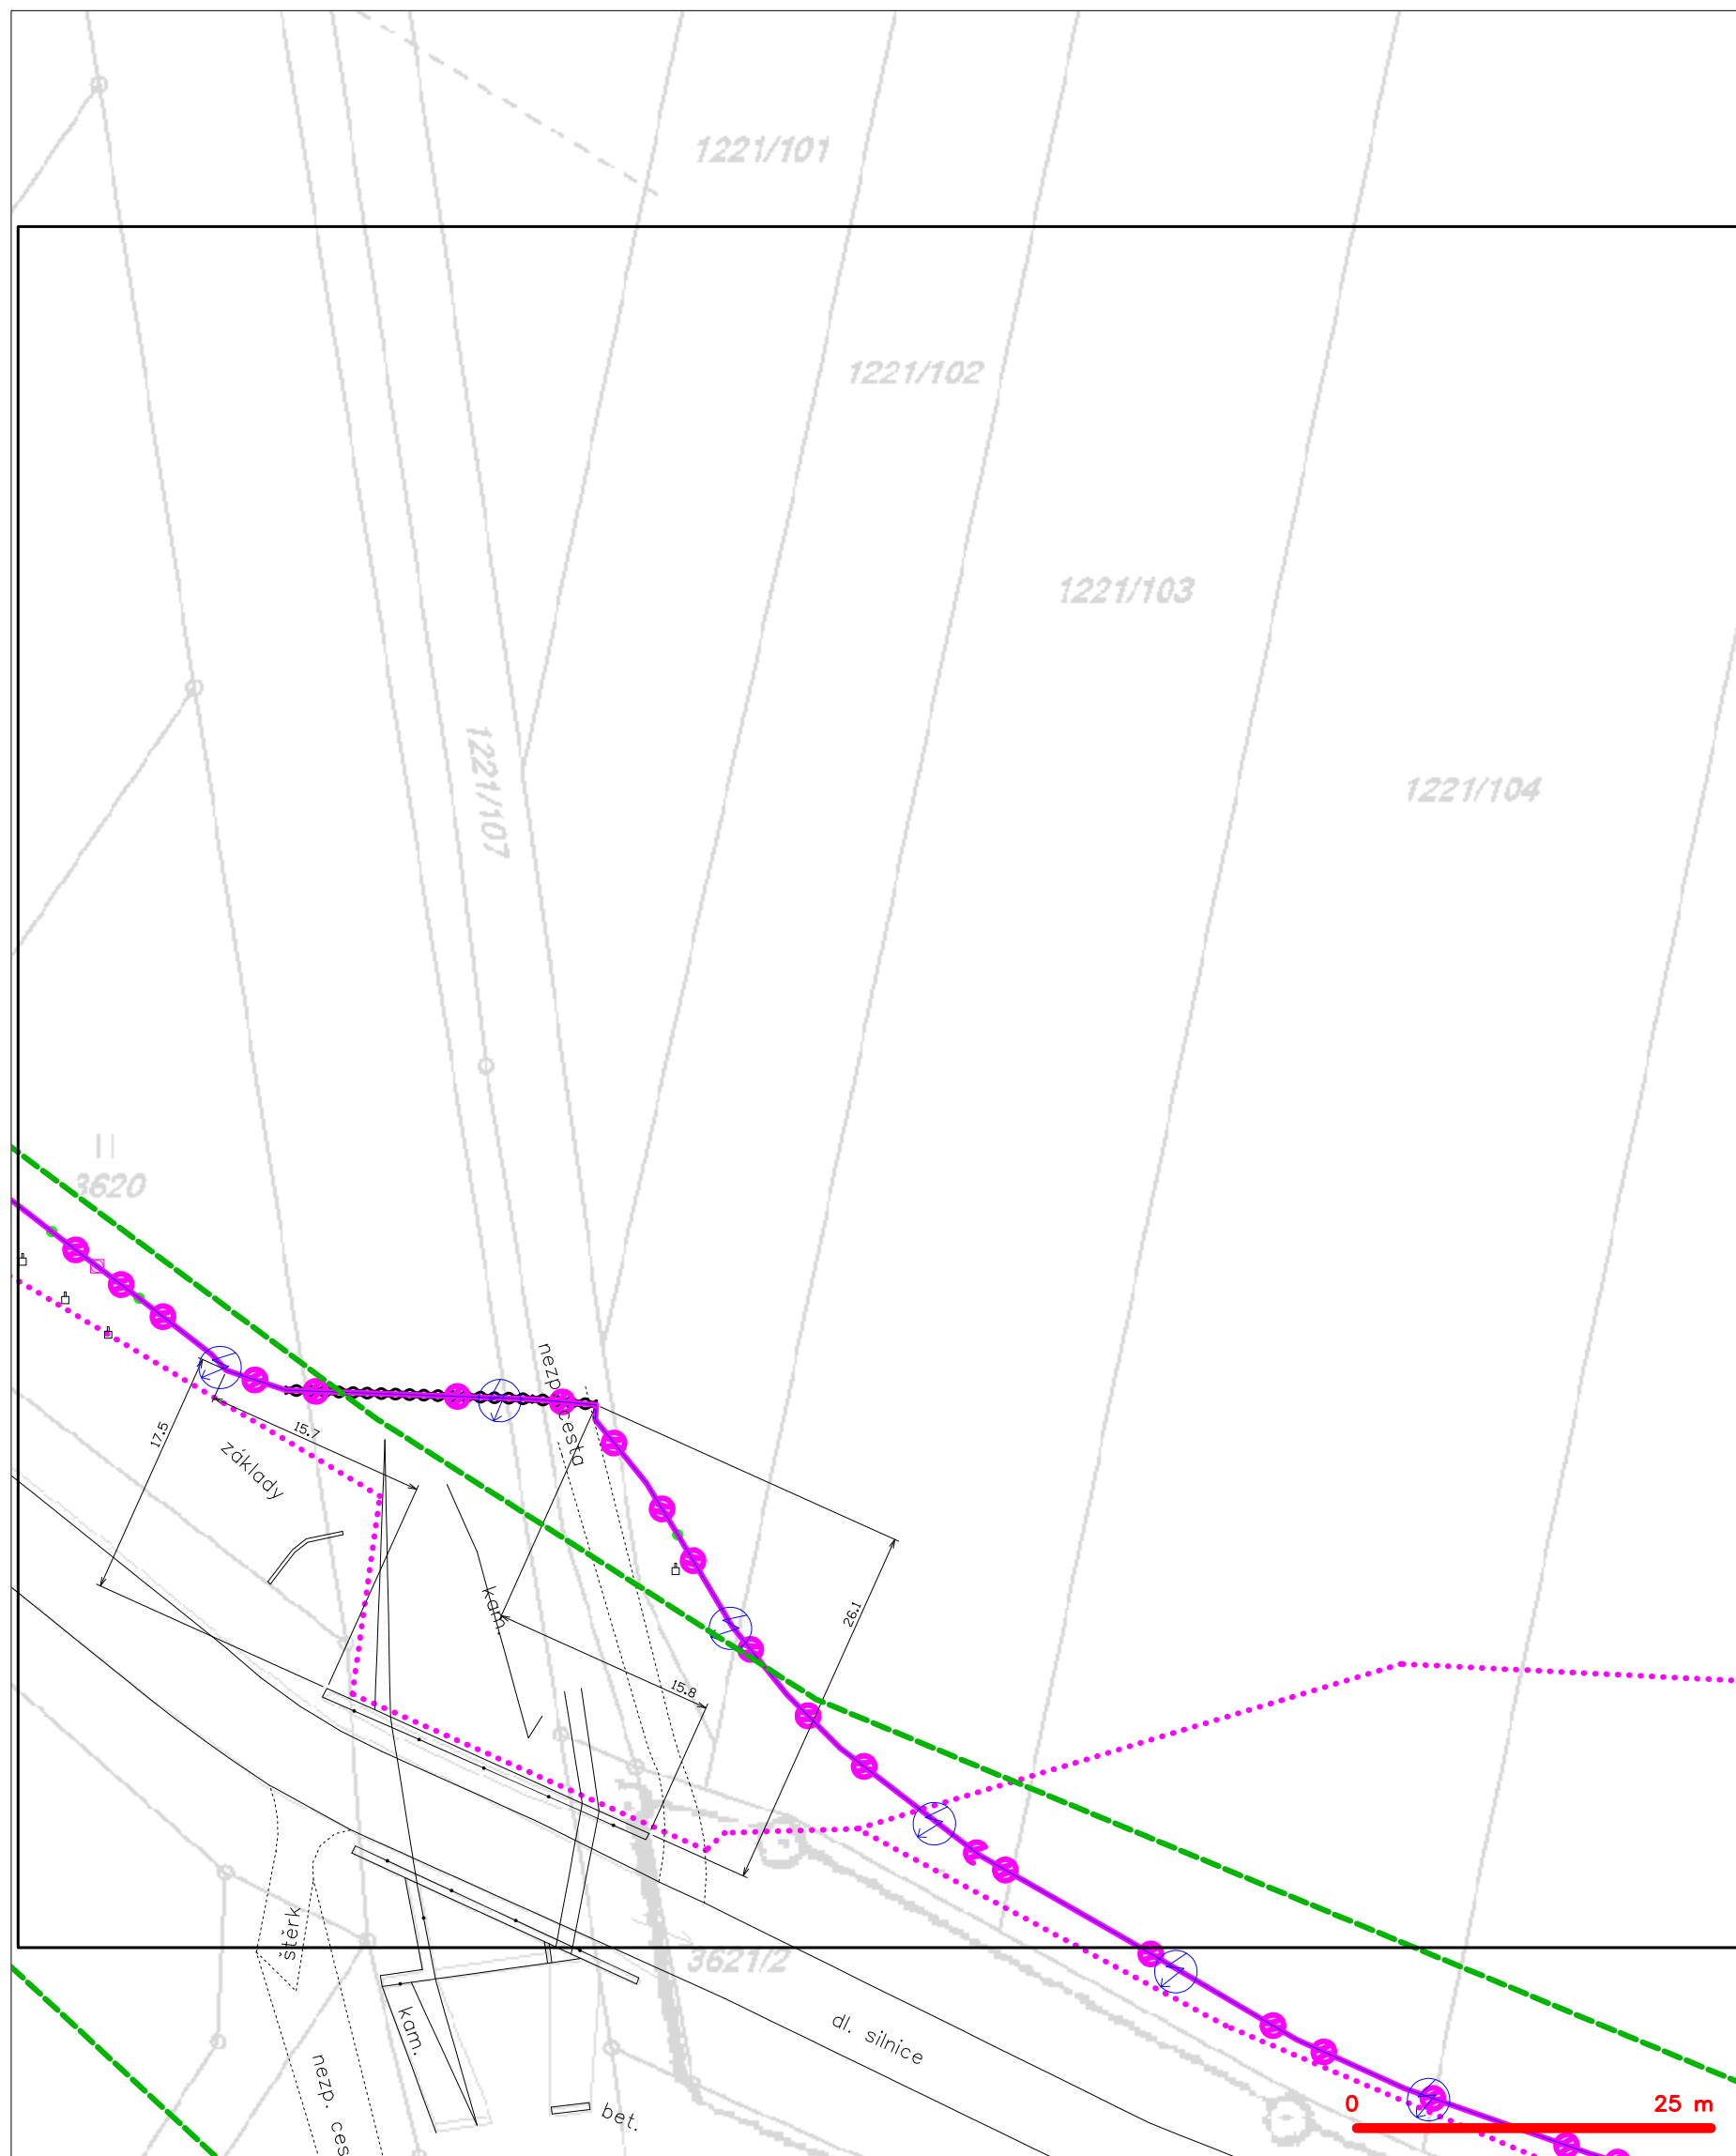 1221/101
1221/102
1221/103
1221/107
1221/104
3620
nezp. cesta
17.5
15.7
základy
kam.
26.1
15.8
štěrk
3621/2
kam.
dl. silnice
nezp. ces
bet.
0 25 m